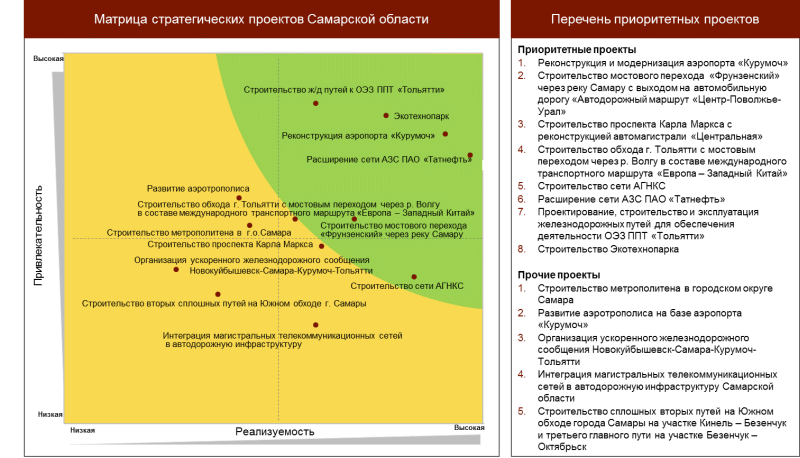 Матрица стратегических проектов Самарской области
Высокая
Строительство ж/д путей к ОЭЗ ППТ «Тольятти»
Экотехнопарк
Реконструкция аэропорта «Курумоч»
Расширение сети АЗС ПАО «Татнефть»
Развитие аэротрополиса
Строительство обхода г. Тольятти с мостовым переходом через р. Волгу
в составе международного транспортного маршрута «Европа – Западный Китай»
Строительство мостового перехода
«Фрунзенский» через реку Самару
Строительство метрополитена в г.о.Самара
Строительство проспекта Карла Маркса
Организация ускоренного железнодорожного сообщения
Новокуйбышевск-Самара-Курумоч-Тольятти
Строительство сети АГНКС
Строительство вторых сплошных путей на Южном обходе г. Самары
Интеграция магистральных телекоммуникационных сетей
в автодорожную инфраструктуру
Привлекательность
Низкая
Низкая
Реализуемость
Высокая
Перечень приоритетных проектов
Приоритетные проекты
1. Реконструкция и модернизация аэропорта «Курумоч»
2. Строительство мостового перехода «Фрунзенский»
через реку Самару с выходом на автомобильную
дорогу «Автодорожный маршрут «Центр-Поволжье-
Урал»
3. Строительство проспекта Карла Маркса с
реконструкцией автомагистрали «Центральная»
4. Строительство обхода г. Тольятти с мостовым
переходом через р. Волгу в составе международного
транспортного маршрута «Европа – Западный Китай»
5. Строительство сети АГНКС
6. Расширение сети АЗС ПАО «Татнефть»
7. Проектирование, строительство и эксплуатация
железнодорожных путей для обеспечения
деятельности ОЭЗ ППТ «Тольятти»
8. Строительство Экотехнопарка
Прочие проекты
1. Строительство метрополитена в городском округе
Самара
2. Развитие аэротрополиса на базе аэропорта
«Курумоч»
3. Организация ускоренного железнодорожного
сообщения Новокуйбышевск-Самара-Курумоч-
Тольятти
4. Интеграция магистральных телекоммуникационных
сетей в автодорожную инфраструктуру Самарской
области
5. Строительство сплошных вторых путей на Южном
обходе города Самары на участке Кинель – Безенчук
и третьего главного пути на участке Безенчук –
Октябрьск